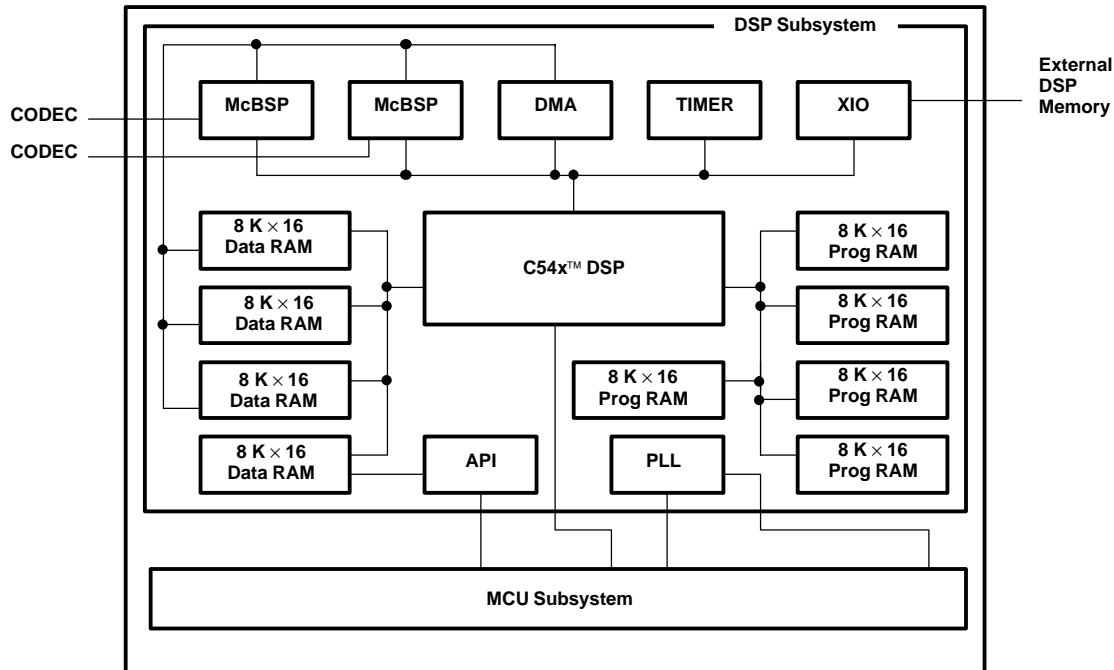 DSP Subsystem
External
DSP
Memory
McBSP
McBSP
DMA
TIMER
XIO
CODEC
CODEC
8 K × 16
Data RAM
C54x™ DSP
8 K × 16
Prog RAM
8 K × 16
Data RAM
8 K × 16
Prog RAM
8 K × 16
Data RAM
8 K × 16
Prog RAM
8 K × 16
Prog RAM
8 K × 16
Data RAM
API
PLL
8 K × 16
Prog RAM
MCU Subsystem